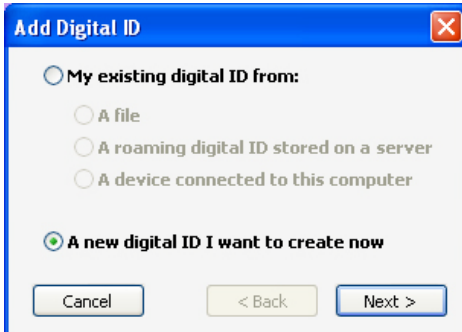 Add Digital ID
My existing digital ID from:
A file
A roaming digital ID stored on a server
A device connected to this computer
A new digital ID I want to create now
Cancel < Back Next >